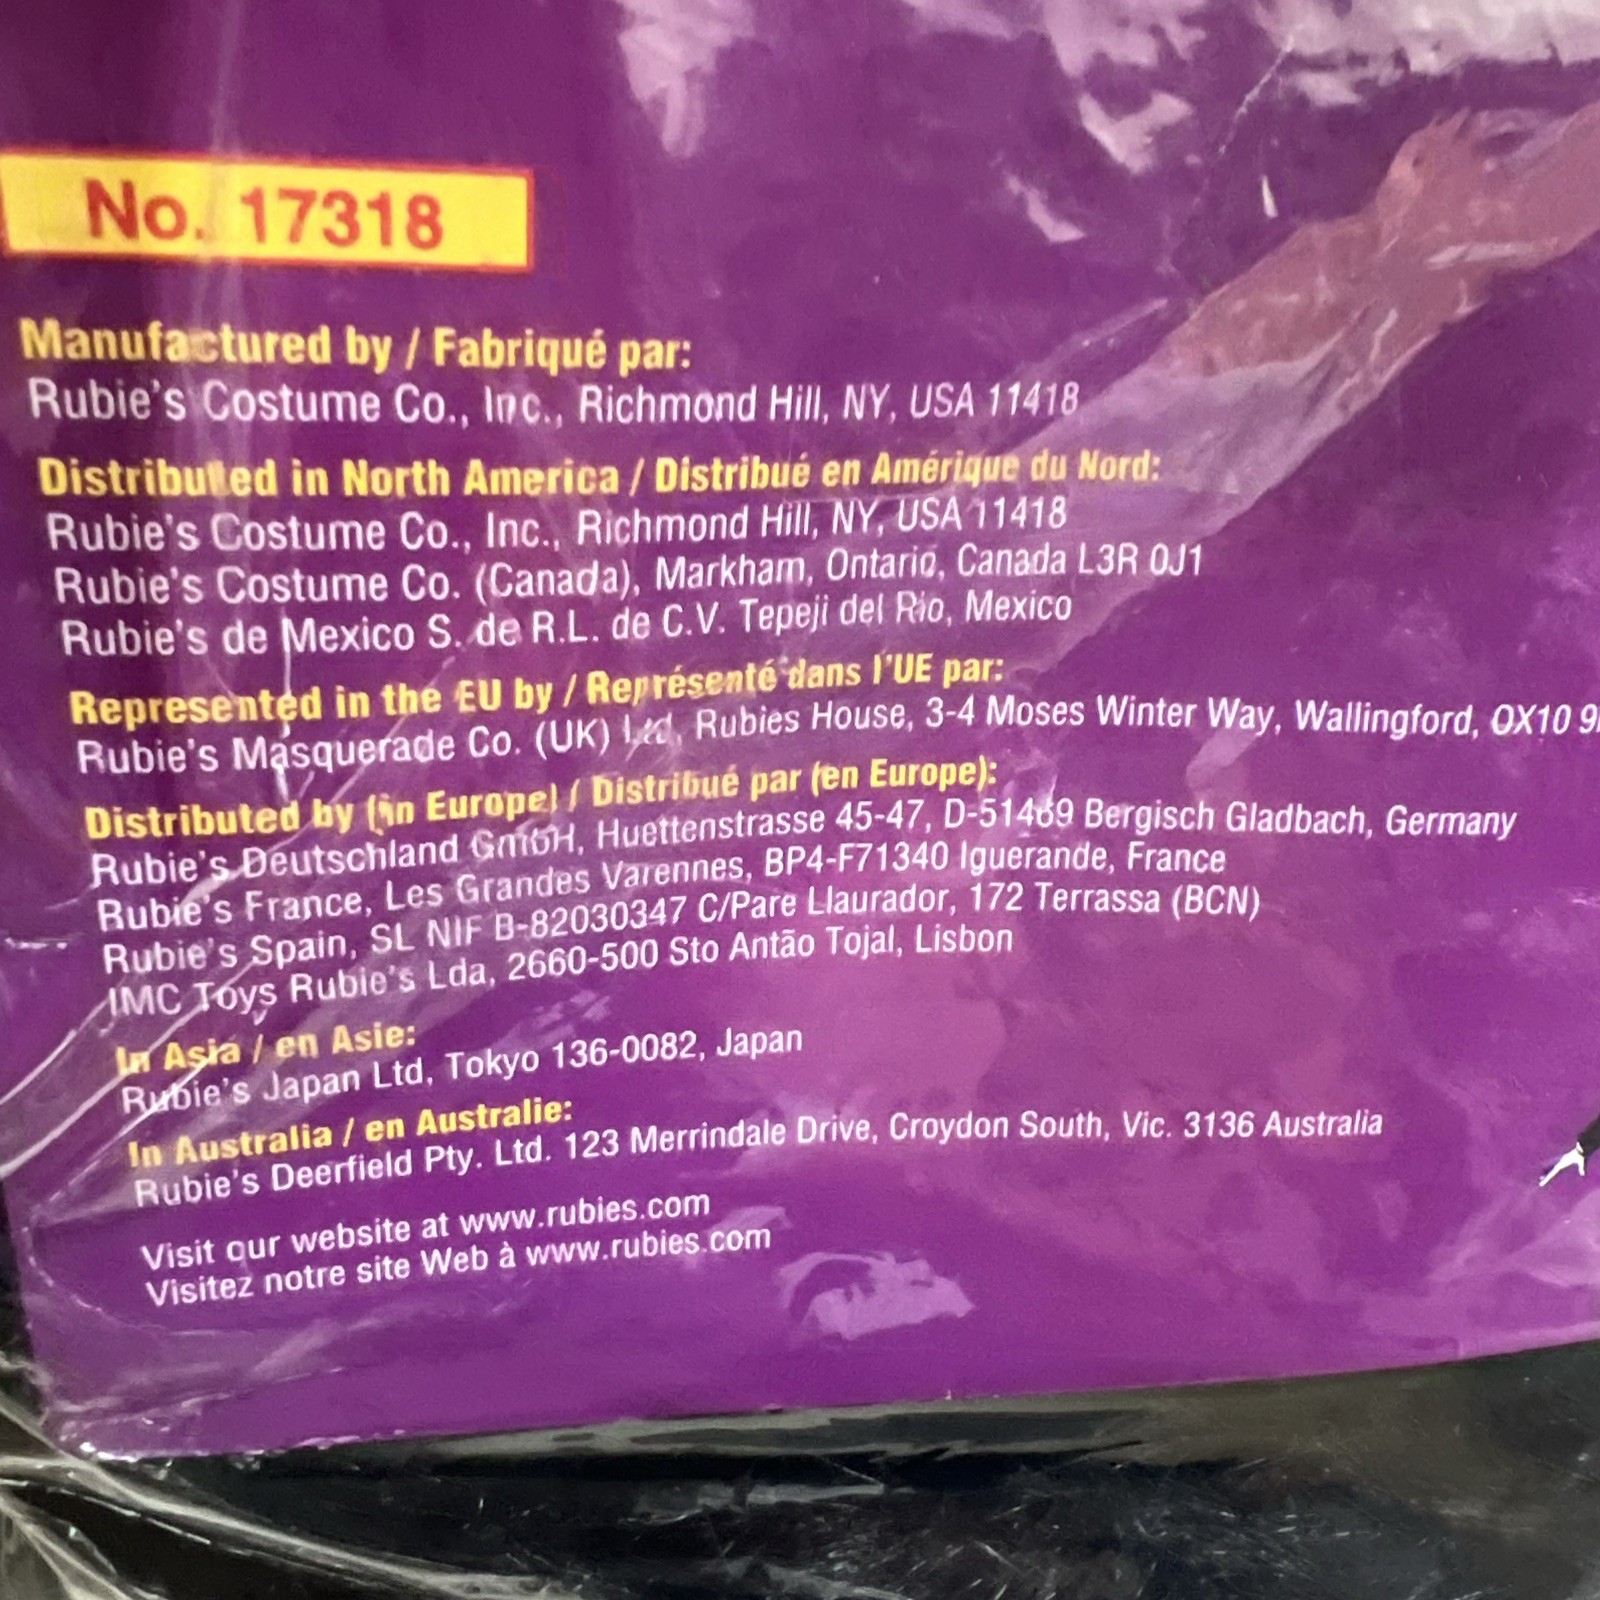 No. 17318
Manufactured by / Fabriqué par:
Rubie's Costume Co., Inc., Richmond Hill, NY, USA 11418
Distributed in North America / Distribué en Amérique du Nord:
Rubie's Costume Co., Inc., Richmond Hill, NY, USA 11418
Rubie's Costume Co. (Canada), Markham, Ontario, Canada L3R 0J1
Rubie's de Mexico S. de R.L. de C.V. Tepeji del Rio, Mexico
Represented in the EU by / Représenté dans l'UE par:
Rubie's Masquerade Co. (UK) Ltd, Rubies House, 3-4 Moses Winter Way, Wallingford, OX10
Distributed by (in Europe) / Distribué par (en Europe):
Rubie's Deutschland GmbH, Huettenstrasse 45-47, D-51469 Bergisch Gladbach, Germany
Rubie's France, Les Grandes Varennes, BP4-F71340 Iguerande, France
Rubie's Spain, SL NIF B-82030347 C/Pare Llaurador, 172 Terrassa (BCN)
IMC Toys Rubie's Lda, 2660-500 Sto Antão Tojal, Lisbon
In Asia / en Asie:
Rubie's Japan Ltd, Tokyo 136-0082, Japan
In Australia / en Australie:
Rubie's Deerfield Pty. Ltd. 123 Merrindale Drive, Croydon South, Vic. 3136 Australia
Visit our website at www.rubies.com
Visitez notre site Web à www.rubies.com